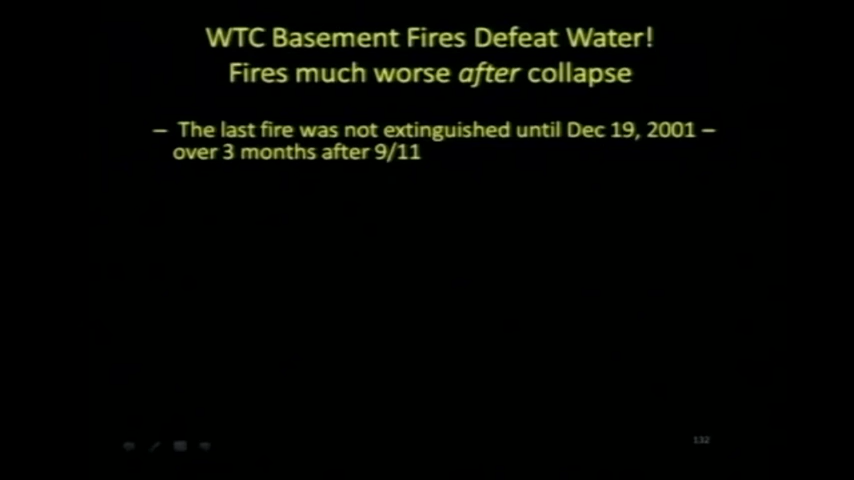 WTC Basement Fires Defeat Water!
Fires much worse after collapse
– The last fire was not extinguished until Dec 19, 2001 –
over 3 months after 9/11
132